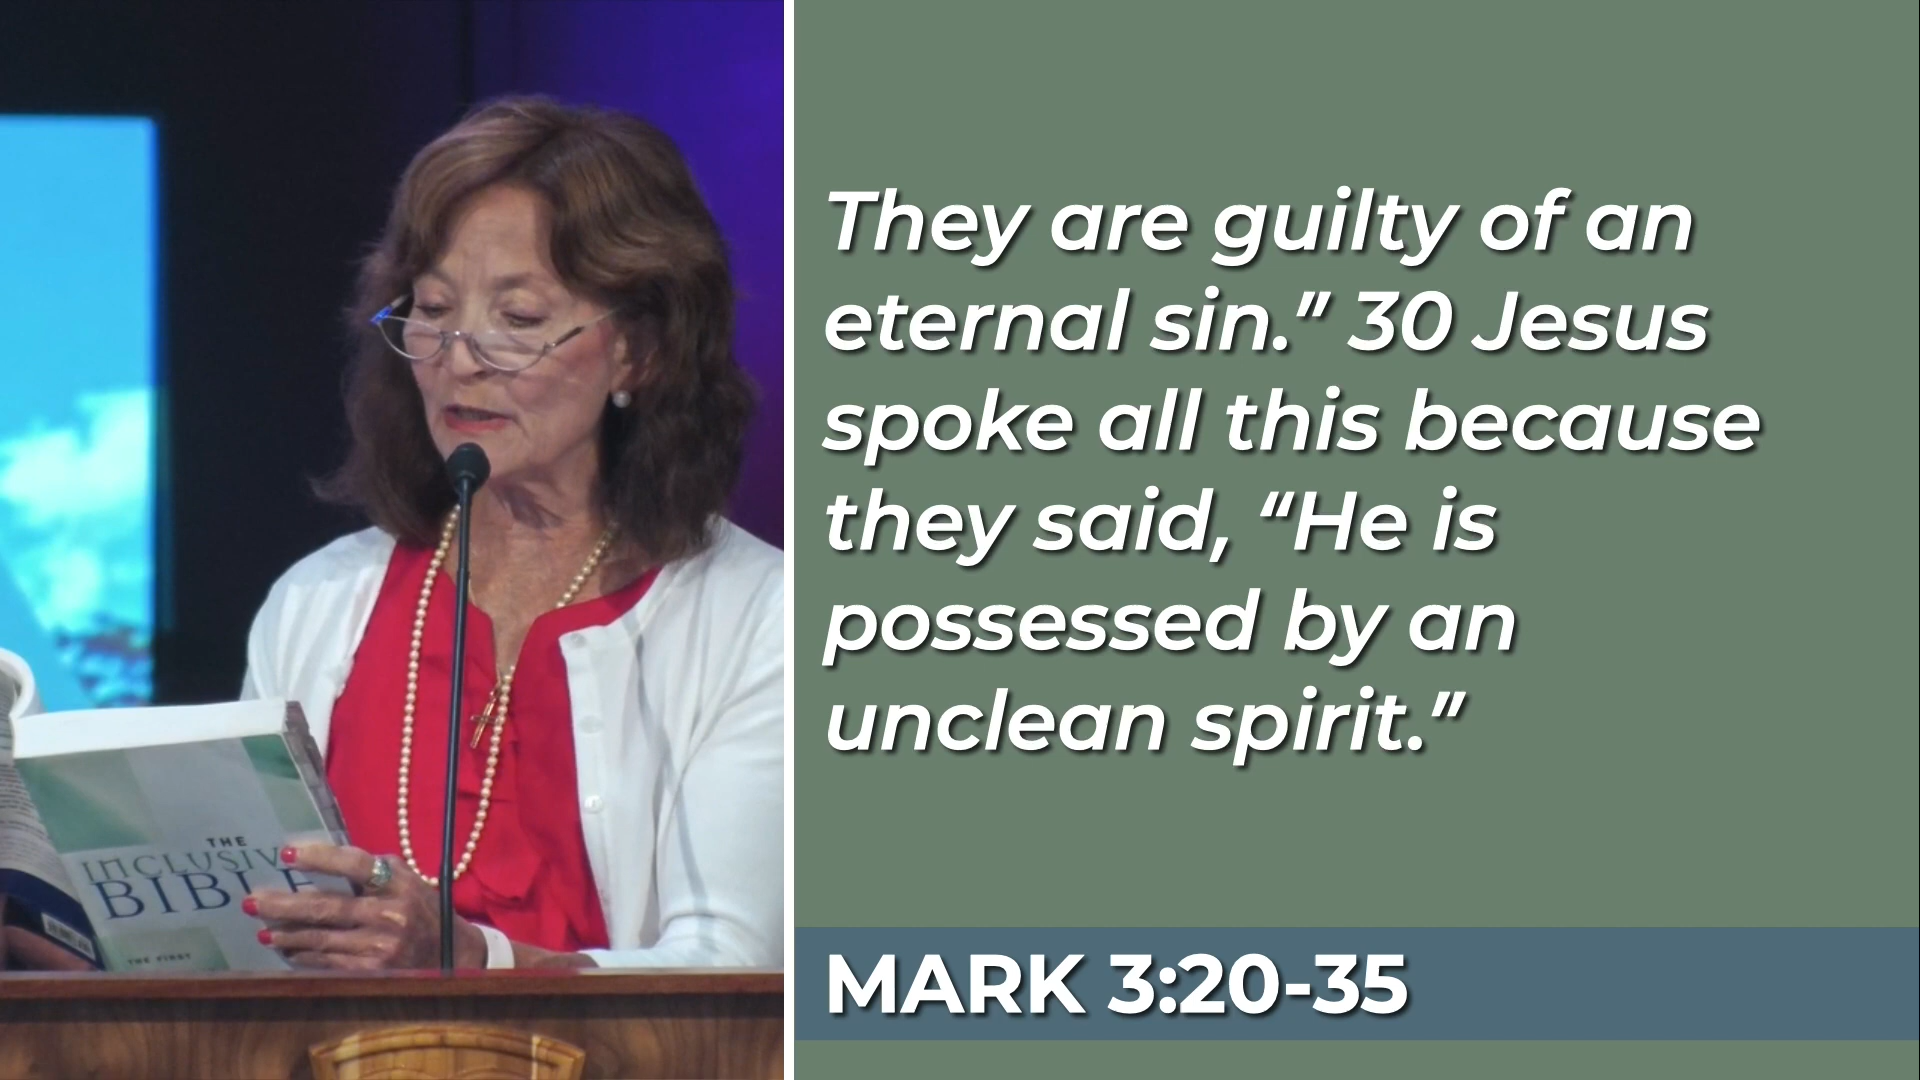 They are guilty of an
eternal sin.” 30 Jesus
spoke all this because
they said, “He is
possessed by an
unclean spirit.”
MARK 3:20-35
THE
INCLUSIV
BIBLE
THE FIRST